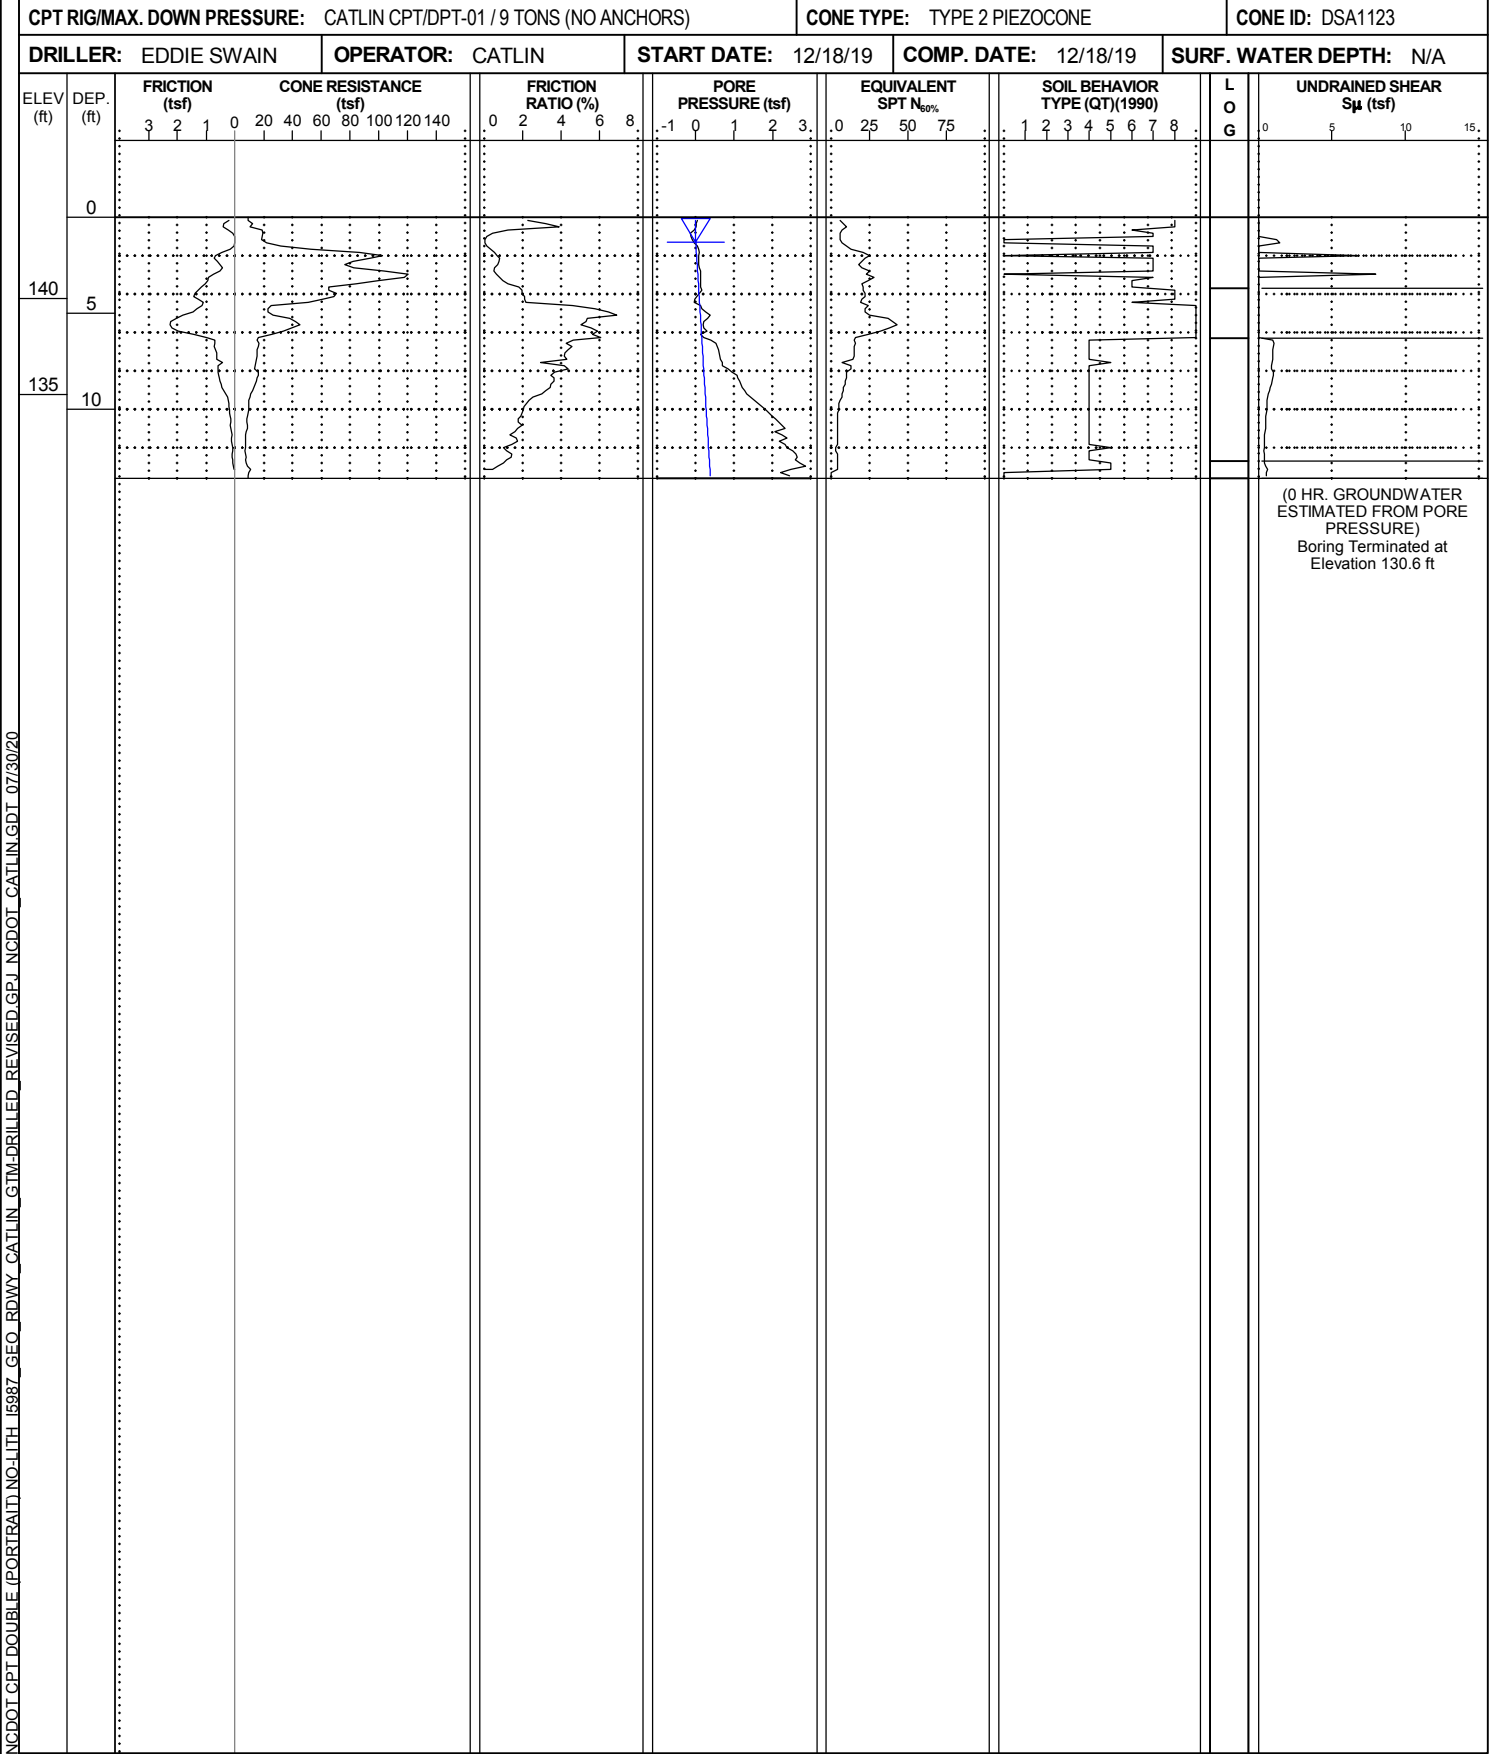 CPT RIG/MAX. DOWN PRESSURE: CATLIN CPT/DPT-01 / 9 TONS (NO ANCHORS) CONE TYPE: TYPE 2 PIEZOCONE CONE ID: DSA1123
DRILLER: EDDIE SWAIN OPERATOR: CATLIN START DATE: 12/18/19 COMP. DATE: 12/18/19 SURF. WATER DEPTH: N/A
ELEV (ft)
DEP. (ft)
FRICTION (tsf)
3 2 1 0
CONE RESISTANCE (tsf)
20 40 60 80 100 120 140
FRICTION RATIO (%)
0 2 4 6 8
PORE PRESSURE (tsf)
-1 0 1 2 3
EQUIVALENT SPT N60%
0 25 50 75
SOIL BEHAVIOR TYPE (QT)(1990)
1 2 3 4 5 6 7 8
L
O
G
UNDRAINED SHEAR
Sμ (tsf)
0 5 10 15
0
140
5
135
10
(0 HR. GROUNDWATER
ESTIMATED FROM PORE
PRESSURE)
Boring Terminated at
Elevation 130.6 ft
NCDOT CPT DOUBLE (PORTRAIT) NO-LITH I5987_GEO_RDWY_CATLIN_GTM-DRILLED_REVISED.GPJ NCDOT_CATLIN.GDT 07/30/20